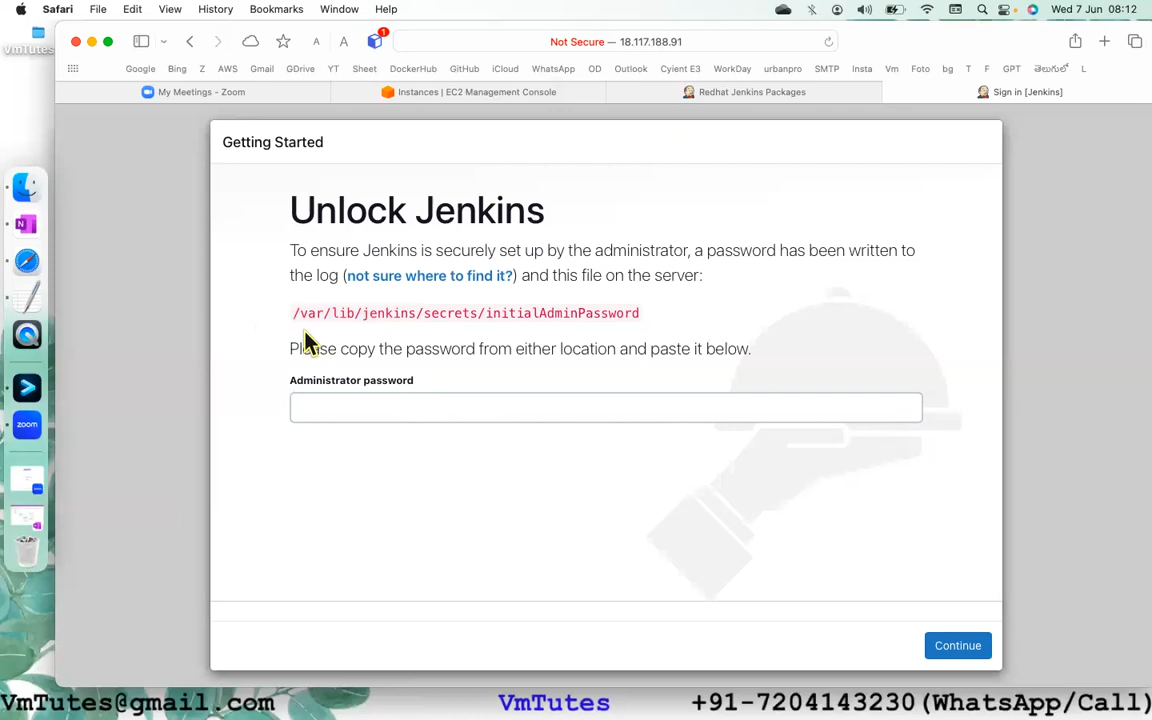 Safari File Edit View History Bookmarks Window Help Wed 7 Jun 08:12
VmTutes
1 A A Not Secure — 18.117.188.91
Google Bing Z AWS Gmail GDrive YT Sheet DockerHub GitHub iCloud WhatsApp OD Outlook Cyient E3 WorkDay urbanpro SMTP Insta Vm Foto bg T F GPT తెలుగులో L
My Meetings - Zoom Instances | EC2 Management Console Redhat Jenkins Packages Sign in [Jenkins]
Getting Started
Unlock Jenkins
To ensure Jenkins is securely set up by the administrator, a password has been written to
the log (not sure where to find it?) and this file on the server:
/var/lib/jenkins/secrets/initialAdminPassword
Please copy the password from either location and paste it below.
Administrator password
zoom
Continue
VmTutes@gmail.com VmTutes +91-7204143230(WhatsApp/Call)